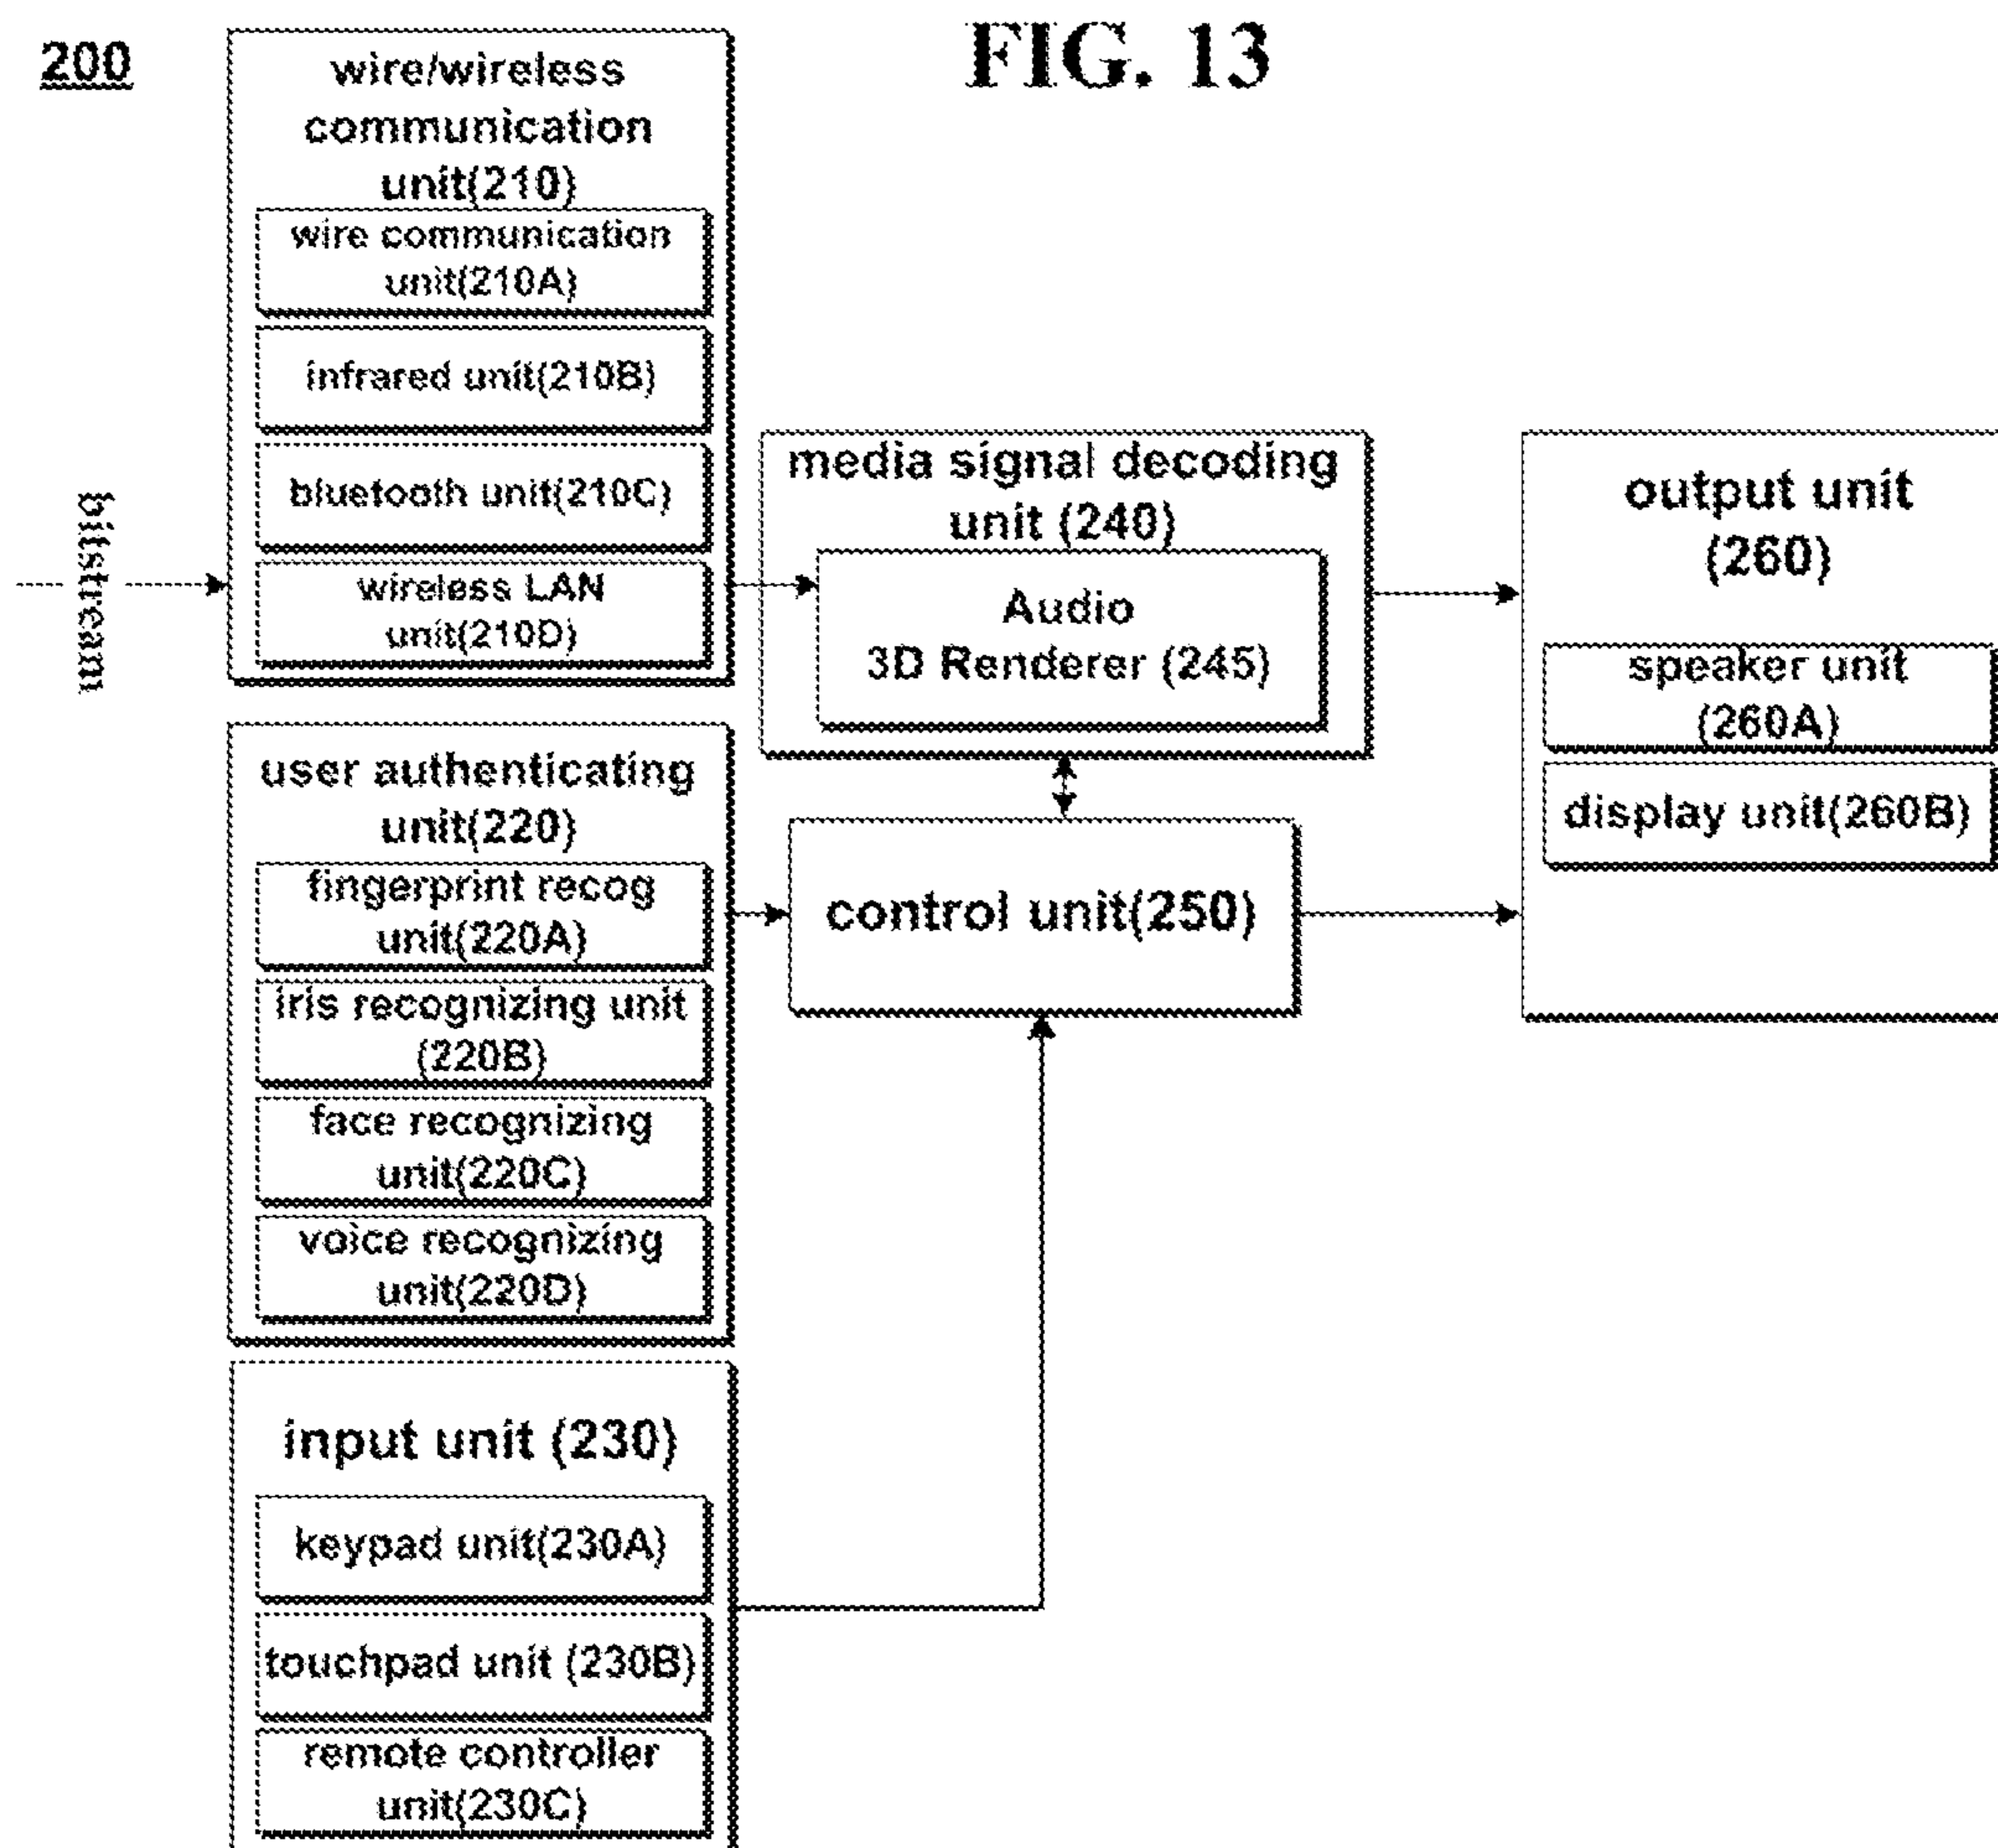 200
FIG. 13
wire/wireless
communication
unit(210)
wire communication
unit(210A)
infrared unit(210B)
bluetooth unit(210C)
wireless LAN
unit(210D)
bitstream
media signal decoding
unit (240)
Audio
3D Renderer (245)
output unit
(260)
speaker unit
(260A)
display unit(260B)
user authenticating
unit(220)
fingerprint recog
unit(220A)
iris recognizing unit
(220B)
face recognizing
unit(220C)
voice recognizing
unit(220D)
control unit(250)
input unit (230)
keypad unit(230A)
touchpad unit (230B)
remote controller
unit(230C)